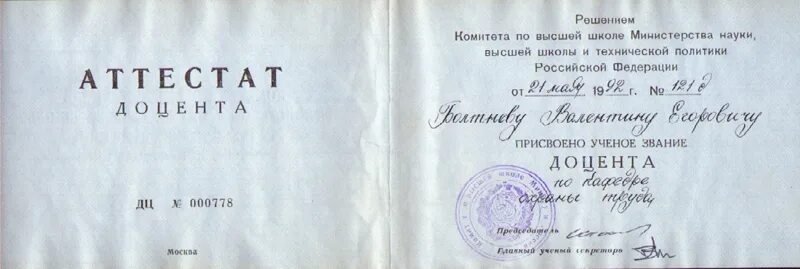 АТТЕСТАТ
ДОЦЕНТА
ДЦ № 000778
Москва
Решением
Комитета по высшей школе Министерства науки,
высшей школы и технической политики
Российской Федерации
от 21 мая 1992 г. № 121д
Болтневу Валентину Егоровичу
ПРИСВОЕНО УЧЕНОЕ ЗВАНИЕ
ДОЦЕНТА
по кафедре
охраны труда
Председатель
Главный ученый секретарь